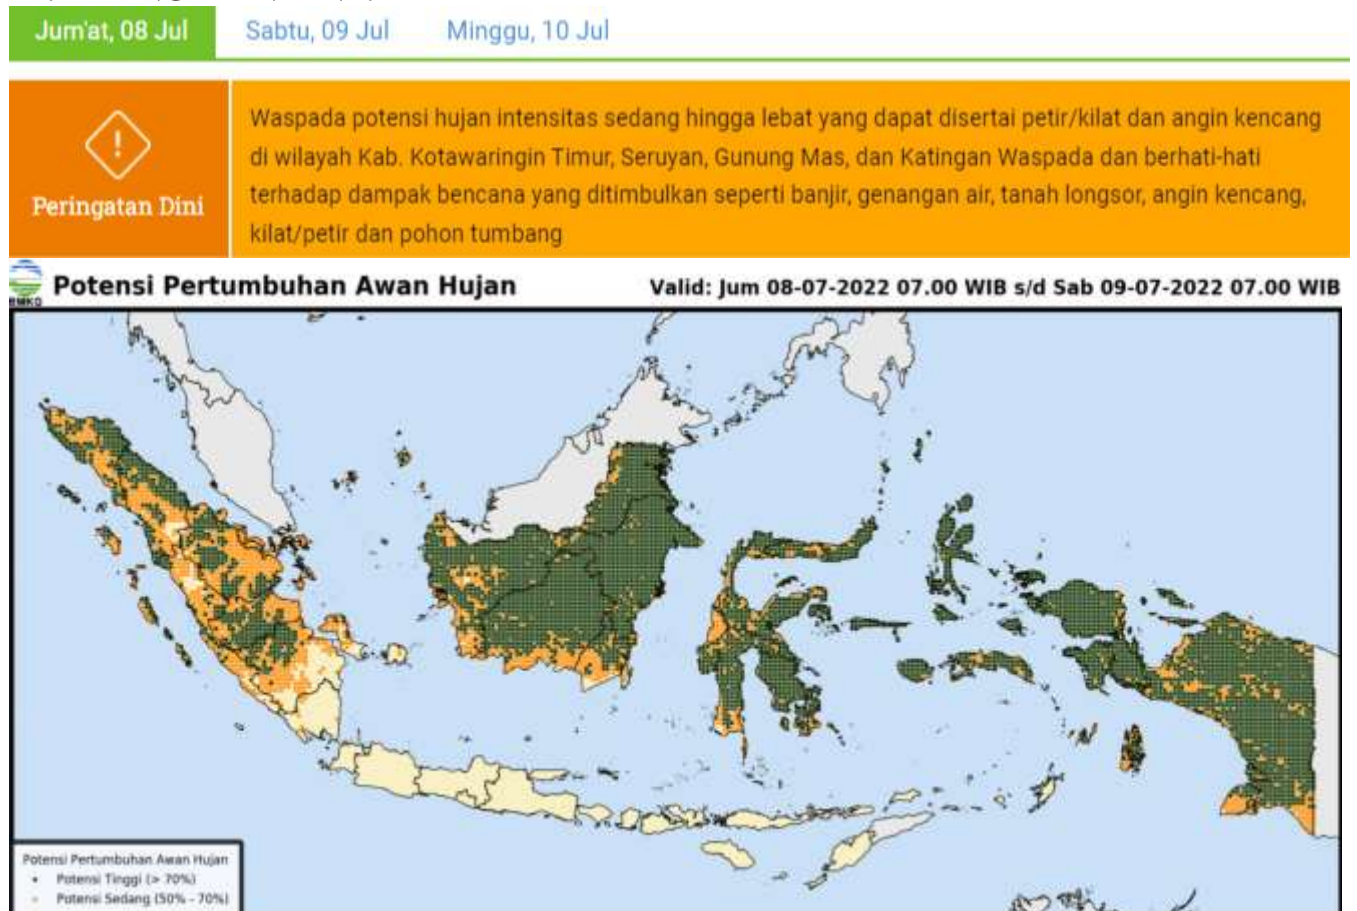 Jum'at, 08 Jul
Sabtu, 09 Jul
Minggu, 10 Jul
Waspada potensi hujan intensitas sedang hingga lebat yang dapat disertai petir/kilat dan angin kencang
di wilayah Kab. Kotawaringin Timur, Seruyan, Gunung Mas, dan Katingan Waspada dan berhati-hati
terhadap dampak bencana yang ditimbulkan seperti banjir, genangan air, tanah longsor, angin kencang,
kilat/petir dan pohon tumbang
Peringatan Dini
BMKG
Potensi Pertumbuhan Awan Hujan
Valid: Jum 08-07-2022 07.00 WIB s/d Sab 09-07-2022 07.00 WIB
Potensi Pertumbuhan Awan Hujan
Potensi Tinggi (> 70%)
Potensi Sedang (50% - 70%)